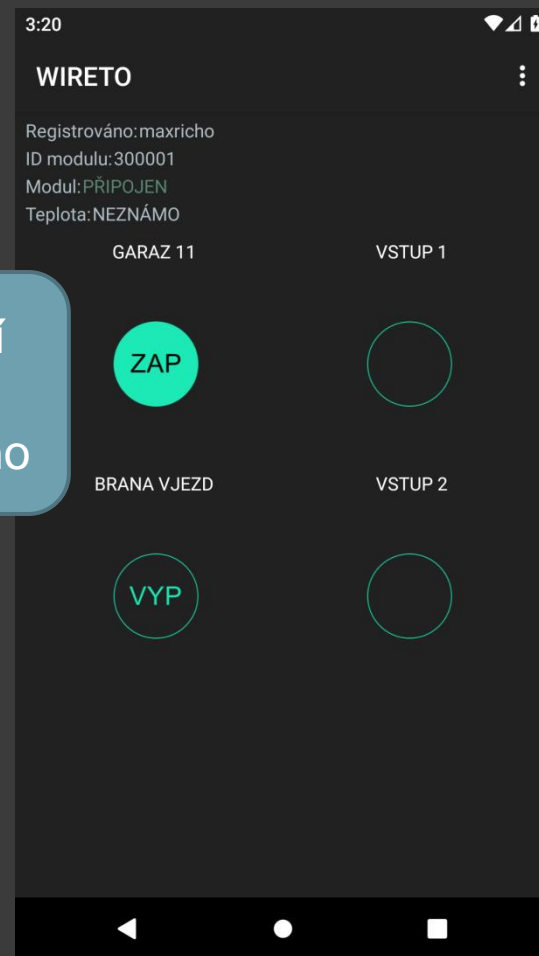 3:20
WIRETO
Registrováno:maxricho
ID modulu:300001
Modul:PŘIPOJEN
Teplota:NEZNÁMO
GARAZ 11 VSTUP 1
ZAP
BRANA VJEZD VSTUP 2
VYP